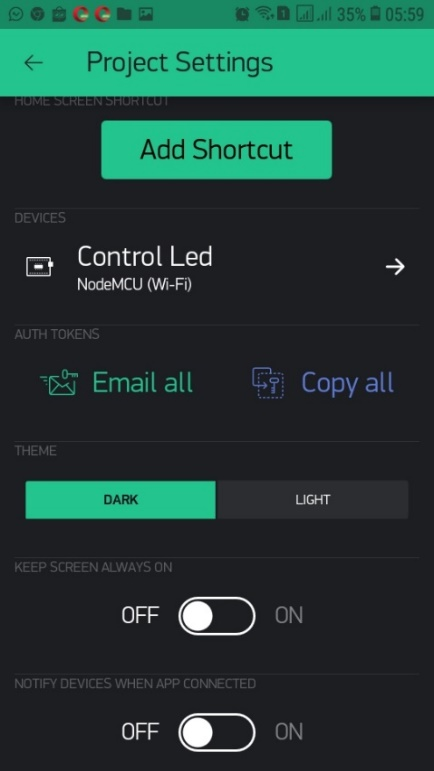 35% 05:59
Project Settings
HOME SCREEN SHORTCUT
Add Shortcut
DEVICES
Control Led
NodeMCU (Wi-Fi)
AUTH TOKENS
Email all Copy all
THEME
DARK LIGHT
KEEP SCREEN ALWAYS ON
OFF ON
NOTIFY DEVICES WHEN APP CONNECTED
OFF ON